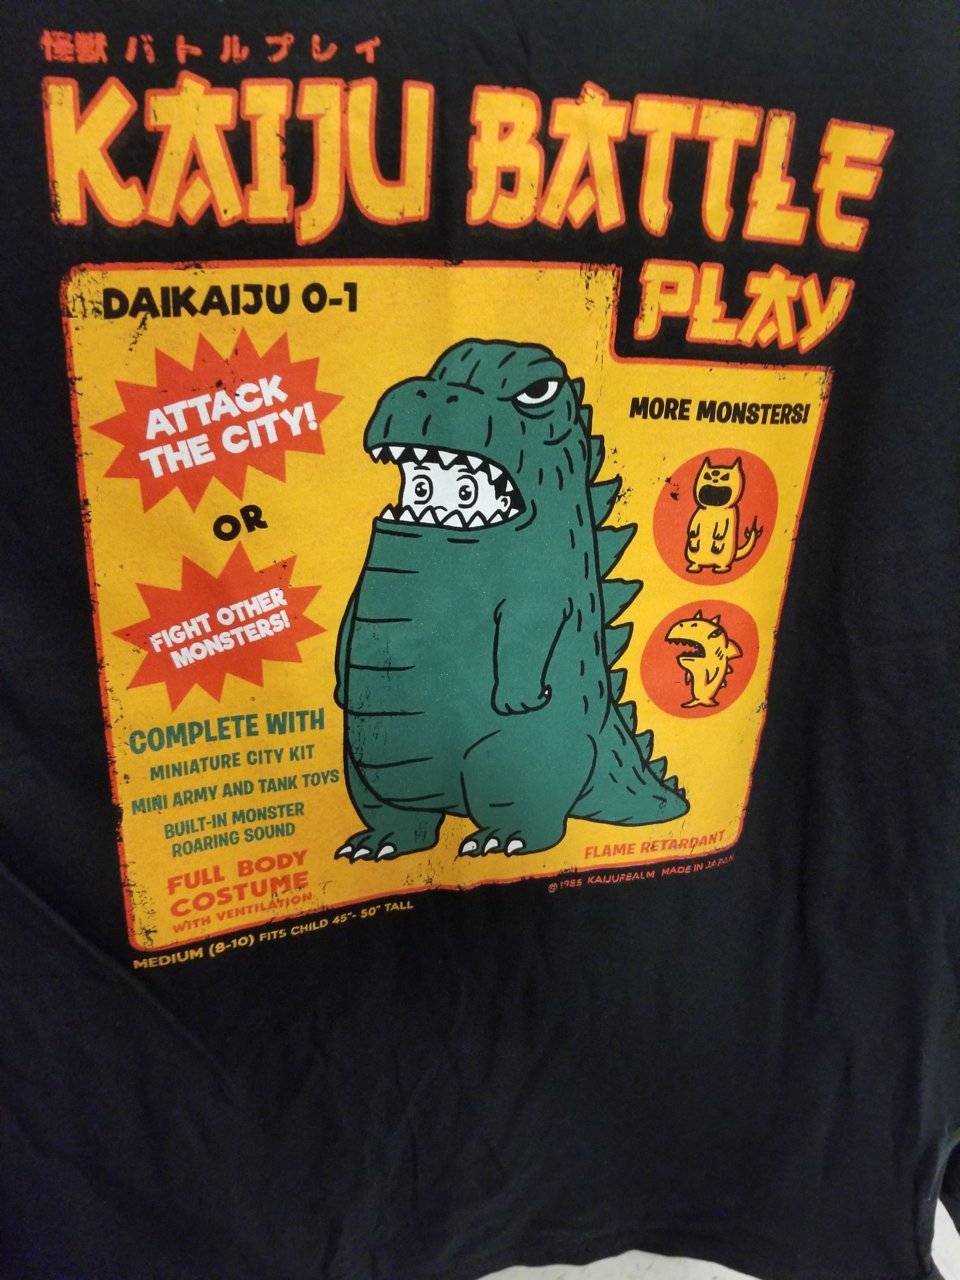 怪獣バトルプレイ
KAIJU BATTLE
PLAY
DAIKAIJU 0-1
ATTACK
THE CITY!
OR
FIGHT OTHER
MONSTERS!
COMPLETE WITH
MINIATURE CITY KIT
MINI ARMY AND TANK TOYS
BUILT-IN MONSTER
ROARING SOUND
FULL BODY
COSTUME
WITH VENTILATION
MORE MONSTERS!
FLAME RETARDANT
© 1955 KAIJUREALM MADE IN JAPAN
MEDIUM (8-10) FITS CHILD 45"- 50" TALL